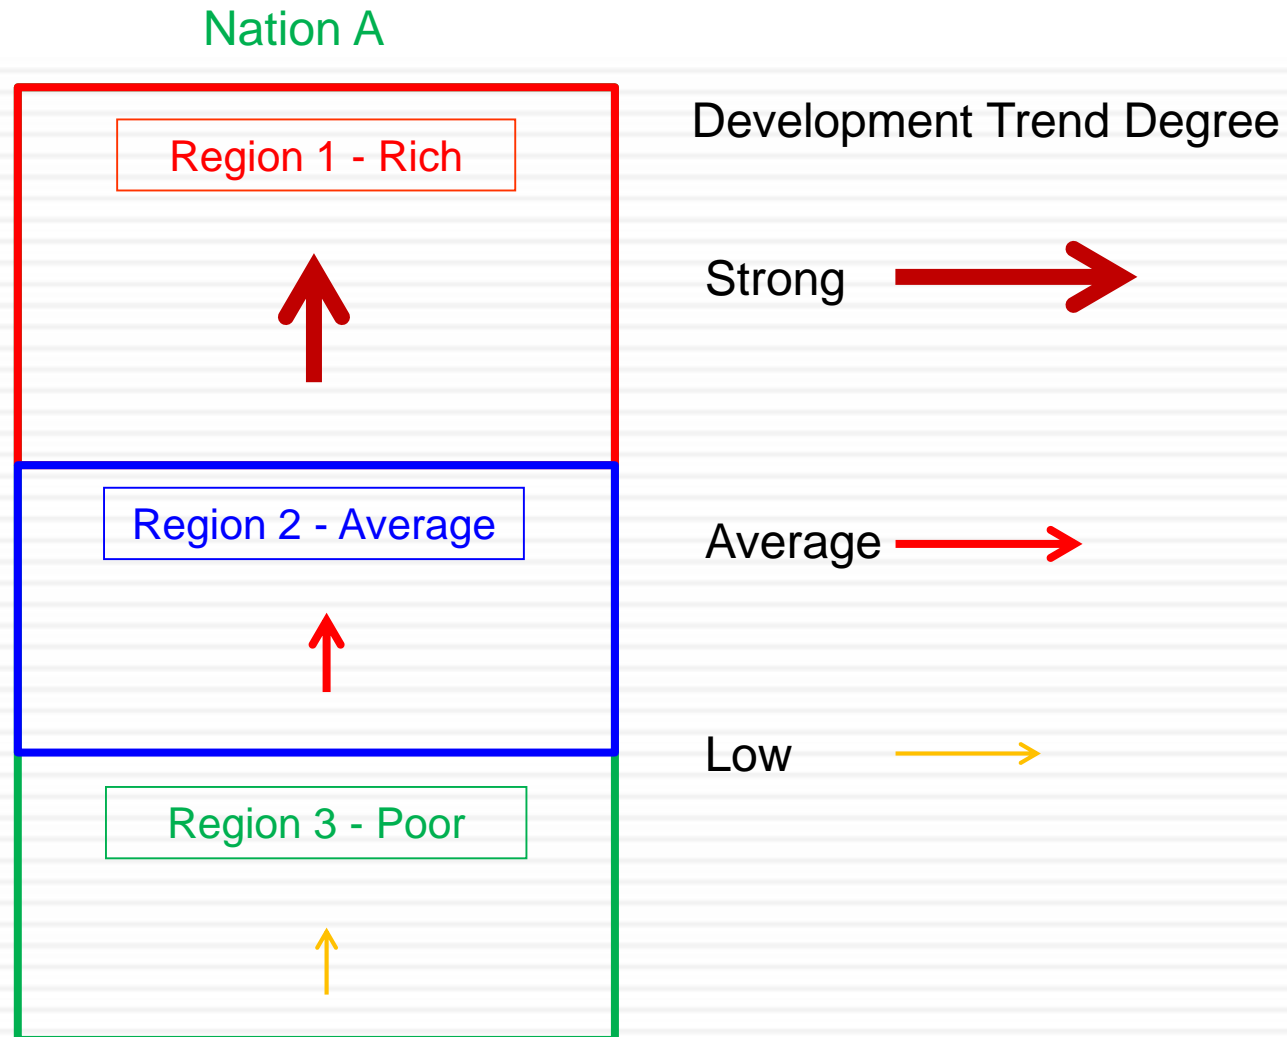 Nation A
Region 1 - Rich
Development Trend Degree
Strong
Region 2 - Average
Average
Low
Region 3 - Poor